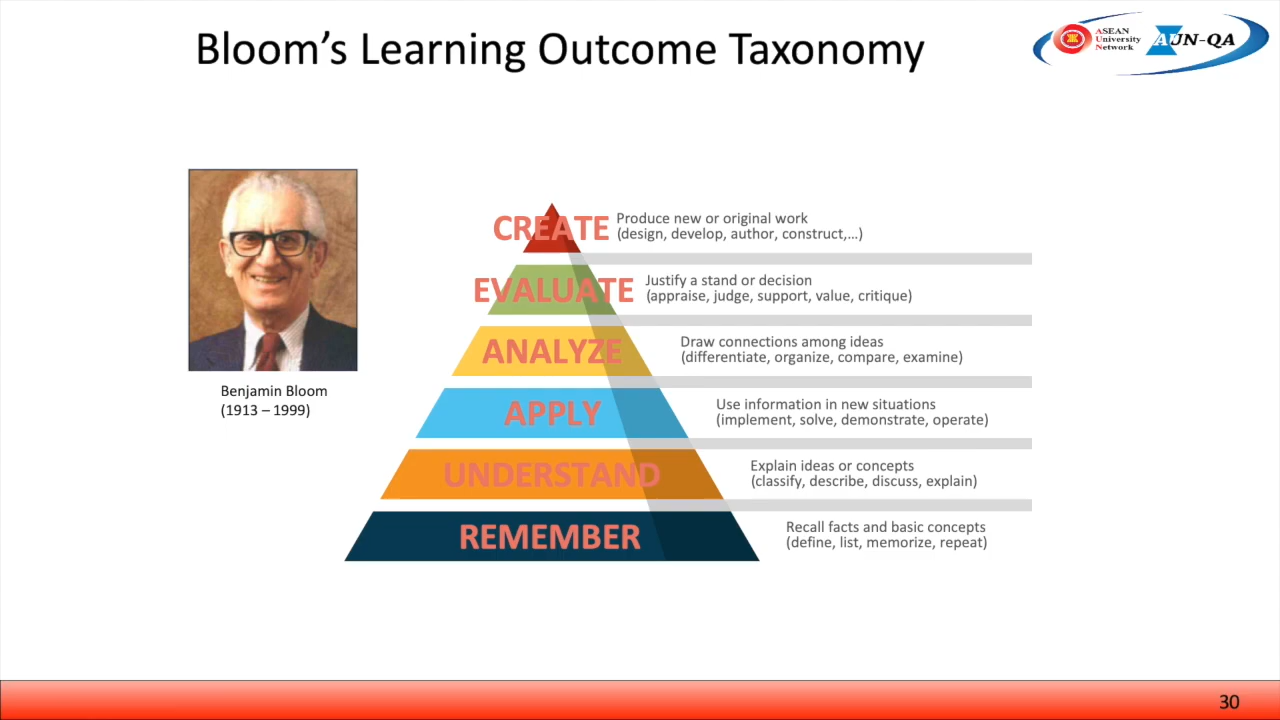 Bloom's Learning Outcome Taxonomy
ASEAN
University
Network
AUN-QA
CREATE
Produce new or original work
(design, develop, author, construct,...)
EVALUATE
Justify a stand or decision
(appraise, judge, support, value, critique)
ANALYZE
Draw connections among ideas
(differentiate, organize, compare, examine)
APPLY
Use information in new situations
(implement, solve, demonstrate, operate)
UNDERSTAND
Explain ideas or concepts
(classify, describe, discuss, explain)
REMEMBER
Recall facts and basic concepts
(define, list, memorize, repeat)
Benjamin Bloom
(1913 – 1999)
30